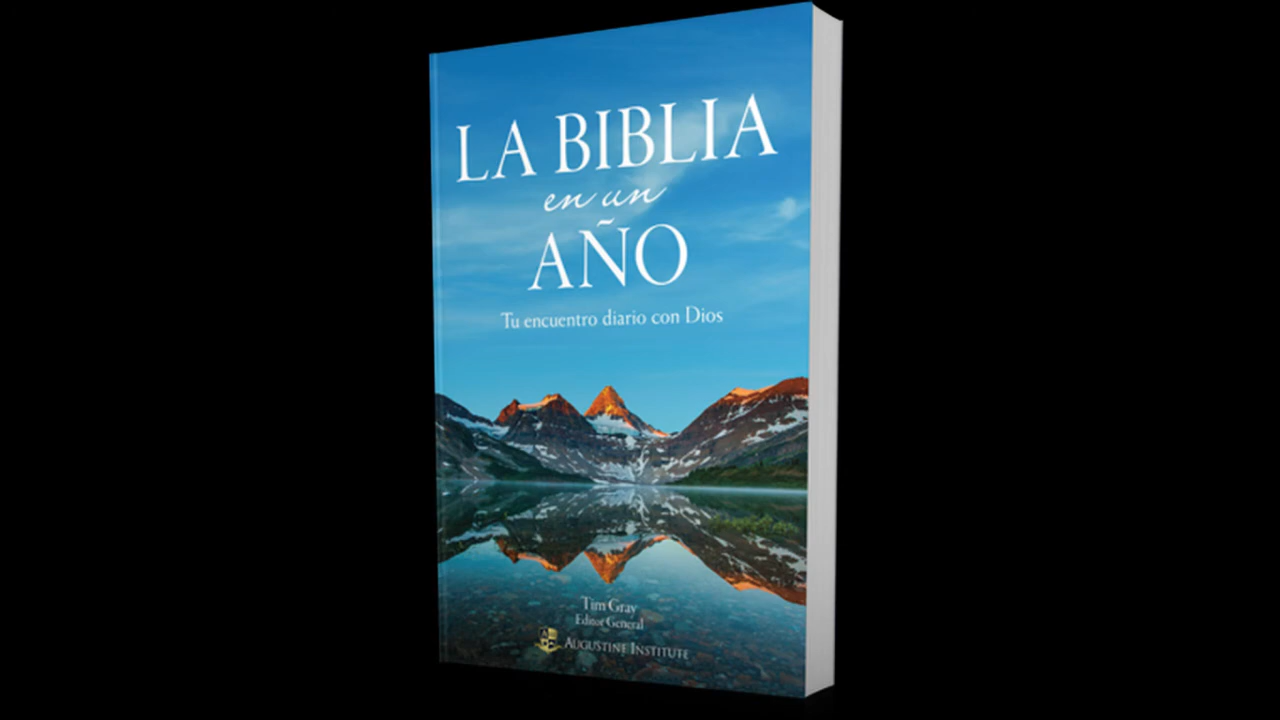 LA BIBLIA
en un
AÑO
Tu encuentro diario con Dios
Tim Gray
Editor General
AUGUSTINE INSTITUTE